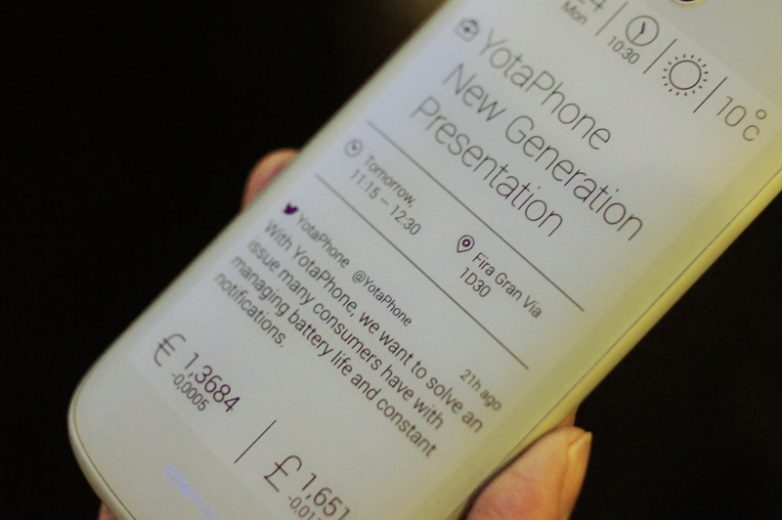 Mon
10:30
10°C
YotaPhone
New Generation
Presentation
Tomorrow,
11:15 – 12:30
Fira Gran Via
1D30
YotaPhone @YotaPhone
21h ago
With YotaPhone, we want to solve an
issue many consumers have with
managing battery life and constant
notifications.
€ 1,3684
-0,0005
£ 1,651